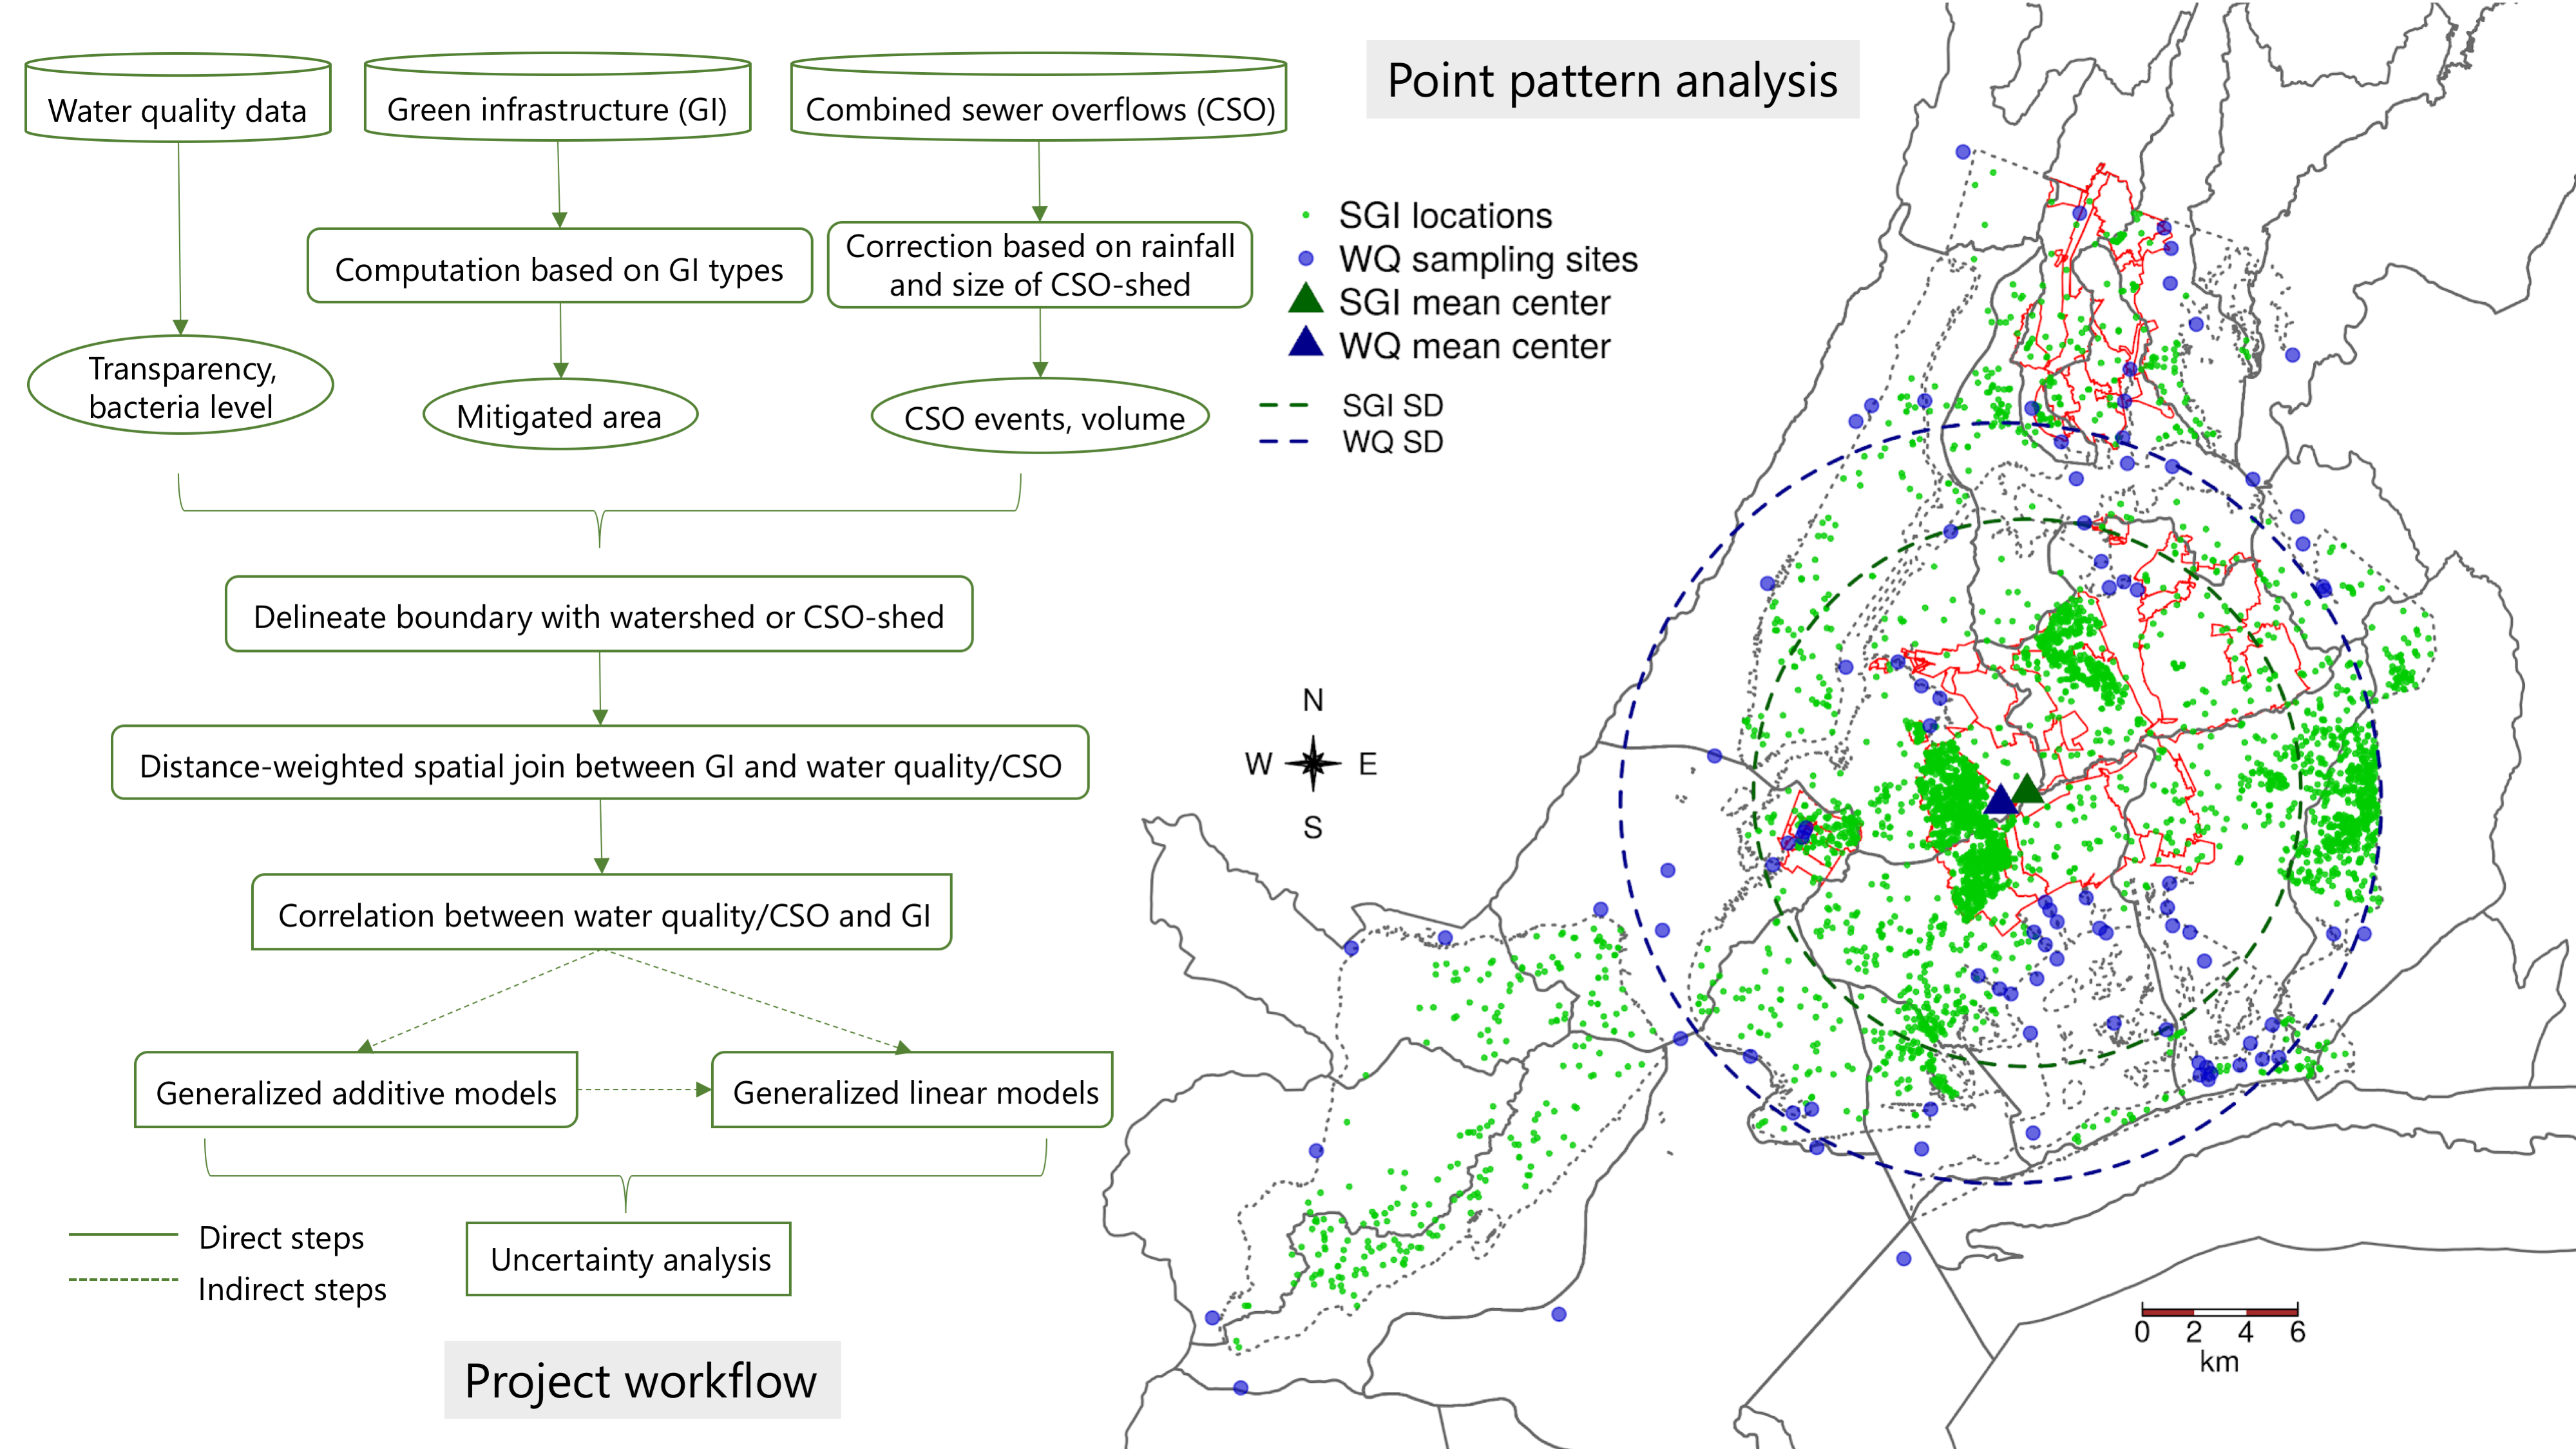 Water quality data
Green infrastructure (GI)
Combined sewer overflows (CSO)
Computation based on GI types
Correction based on rainfall
and size of CSO-shed
Transparency,
bacteria level
Mitigated area
CSO events, volume
Delineate boundary with watershed or CSO-shed
Distance-weighted spatial join between GI and water quality/CSO
Correlation between water quality/CSO and GI
Generalized additive models
Generalized linear models
Uncertainty analysis
Direct steps
Indirect steps
Project workflow
Point pattern analysis
SGI locations
WQ sampling sites
SGI mean center
WQ mean center
SGI SD
WQ SD
N
W E
S
0 2 4 6
km